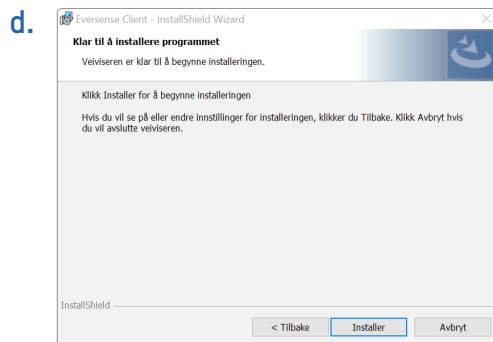 d.
Eversense Client - InstallShield Wizard
Klar til å installere programmet
Veiviseren er klar til å begynne installeringen.
Klikk Installer for å begynne installeringen
Hvis du vil se på eller endre innstillinger for installeringen, klikker du Tilbake. Klikk Avbryt hvis
du vil avslutte veiviseren.
InstallShield
< Tilbake Installer Avbryt